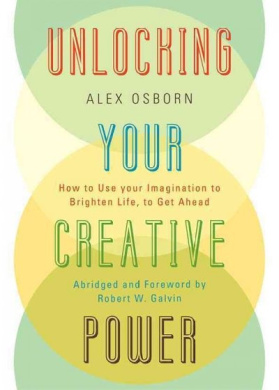 UNLOCKING
ALEX OSBORN
YOUR
How to Use your Imagination to
Brighten Life, to Get Ahead
CREATIVE
Abridged and Foreword by
Robert W. Galvin
POWER